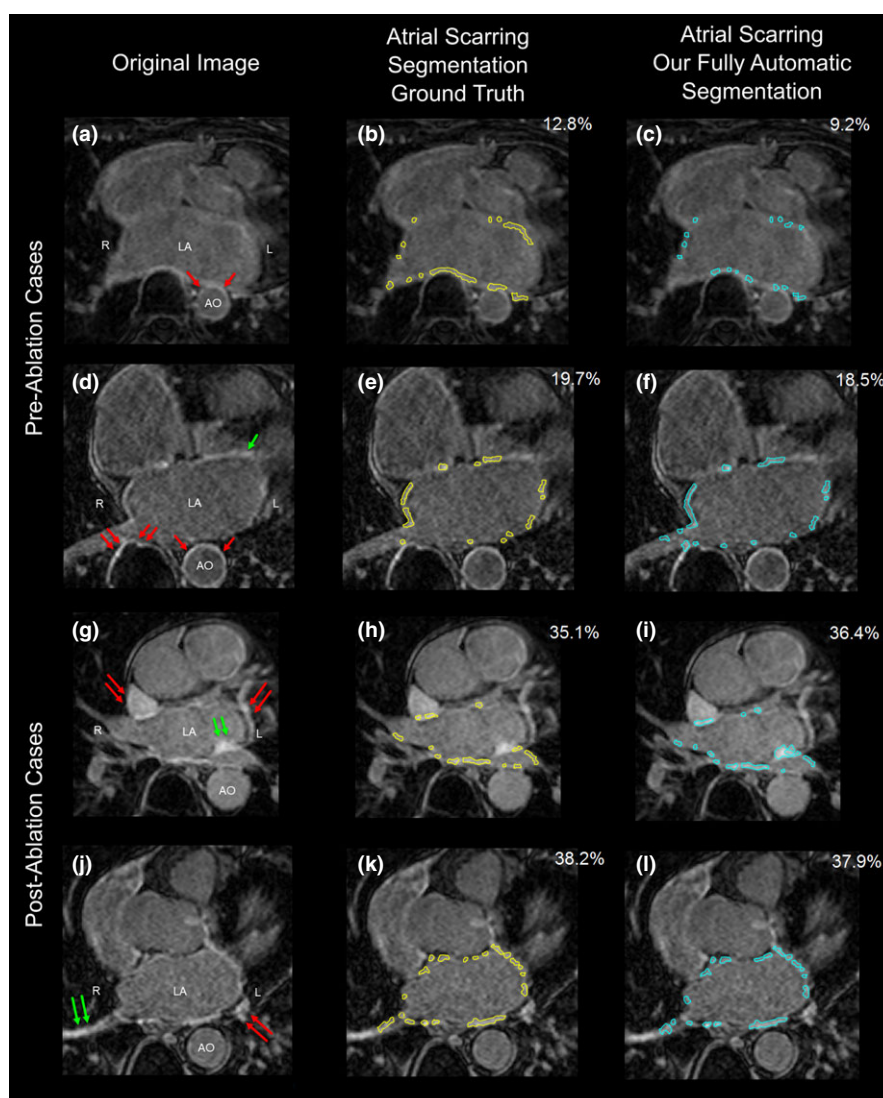 Original Image
Atrial Scarring
Segmentation
Ground Truth
Atrial Scarring
Our Fully Automatic
Segmentation
Pre-Ablation Cases
(a)
R
LA
L
AO
(b)
12.8%
(c)
9.2%
(d)
R
LA
L
AO
(e)
19.7%
(f)
18.5%
Post-Ablation Cases
(g)
R
LA
L
AO
(h)
35.1%
(i)
36.4%
(j)
R
LA
L
AO
(k)
38.2%
(l)
37.9%